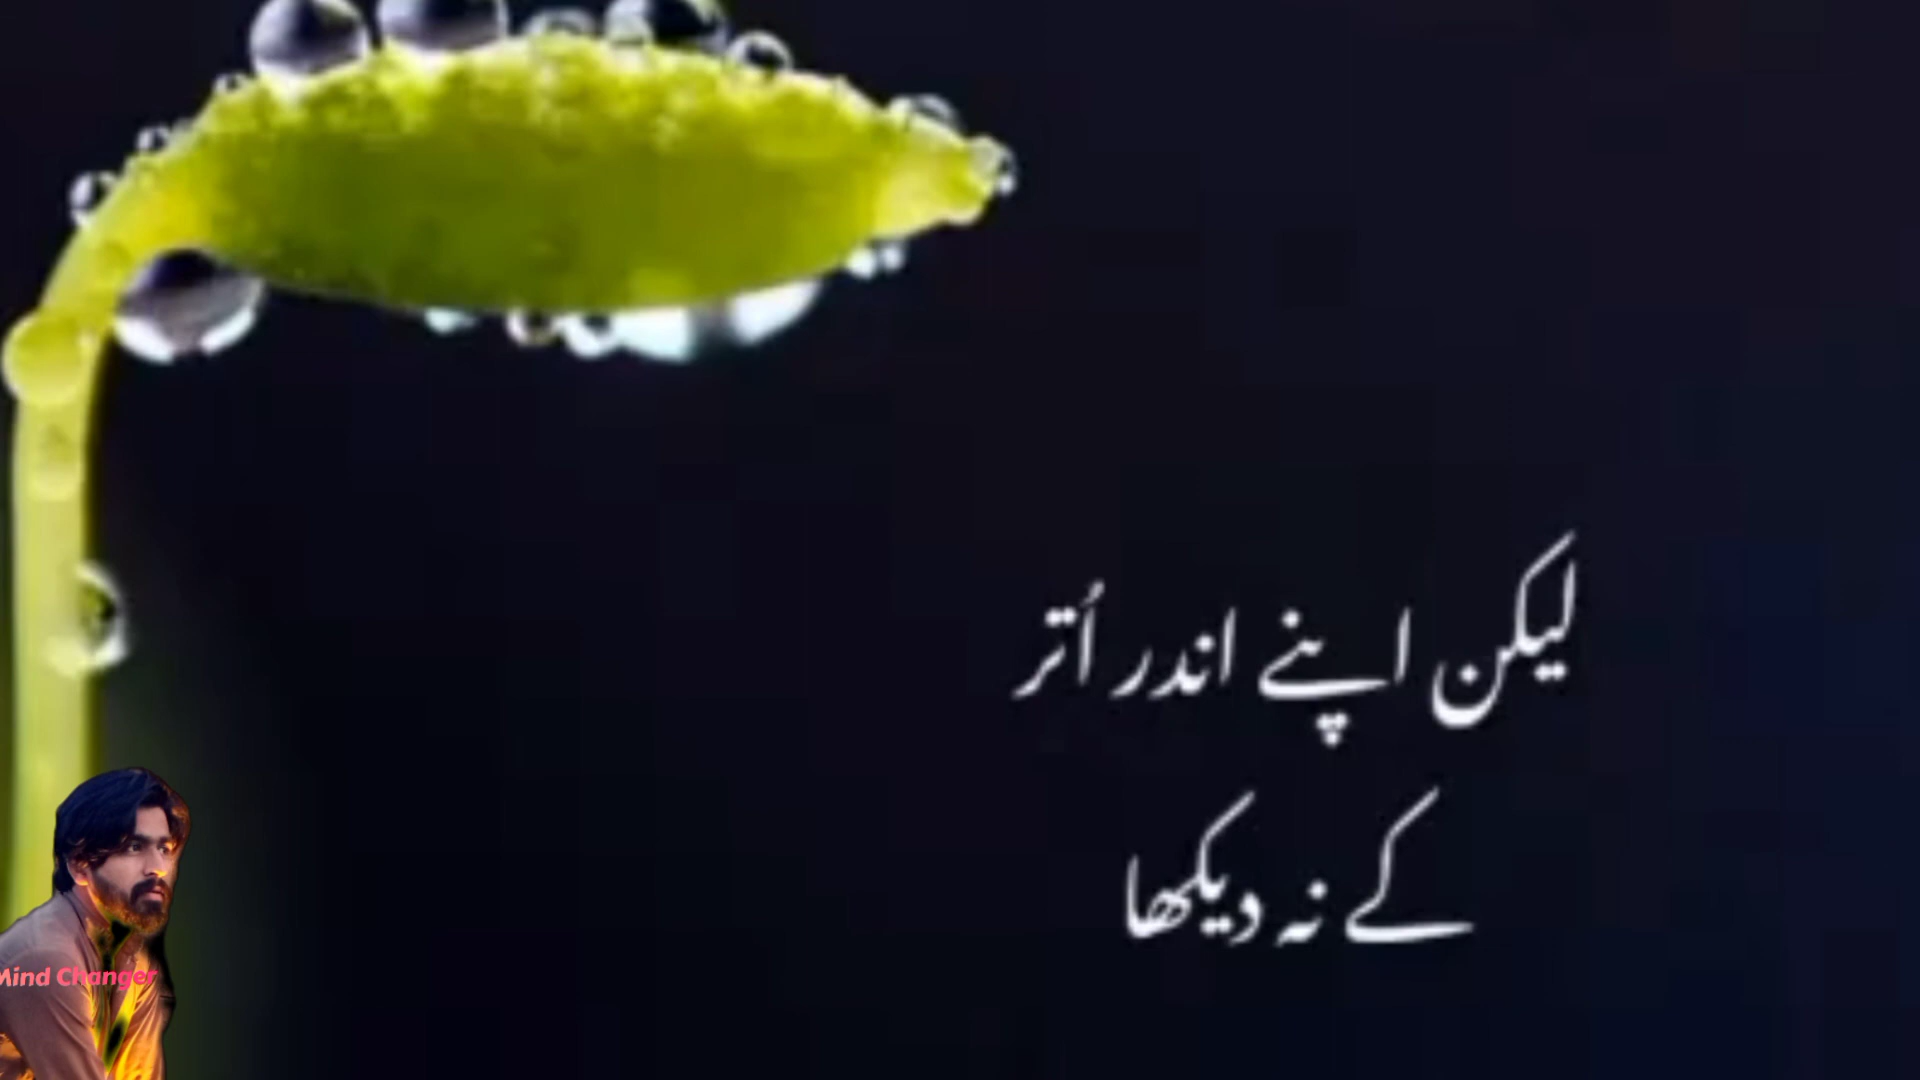 لیکن اپنے اندر اُتر
کے نہ دیکھا
Mind Changer